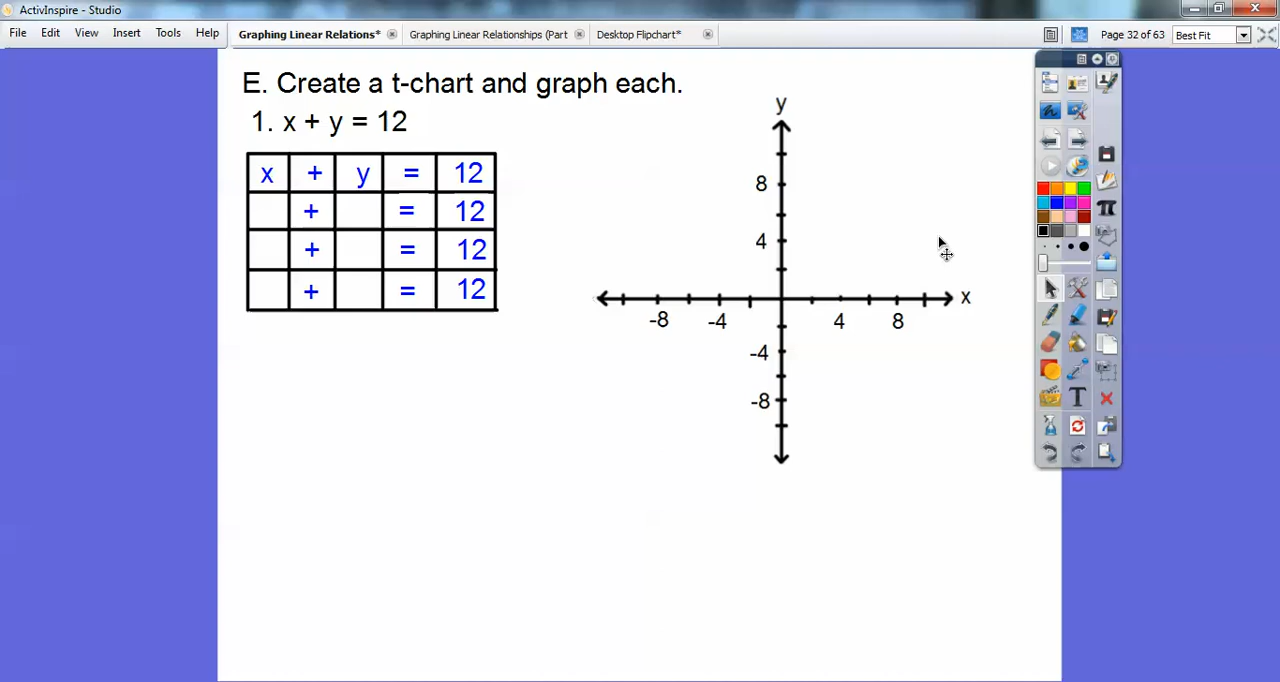 ActivInspire - Studio
File Edit View Insert Tools Help Graphing Linear Relations* Graphing Linear Relationships (Part Desktop Flipchart* Page 32 of 63 Best Fit
E. Create a t-chart and graph each.
1. x + y = 12
x + y = 12
+ = 12
+ = 12
+ = 12
y
8
4
x
-8 -4 4 8
-4
-8